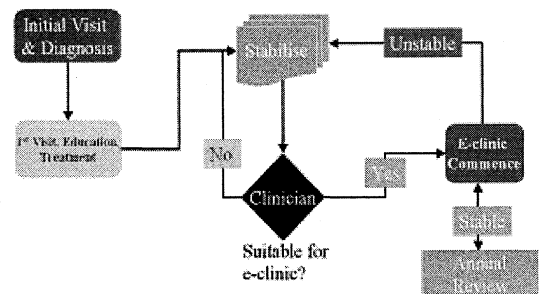 Initial Visit
& Diagnosis
Stabilise
Unstable
1st Visit, Education,
Treatment
No
Yes
E-clinic
Commence
Clinician
Stable
Suitable for
e-clinic?
Annual
Review